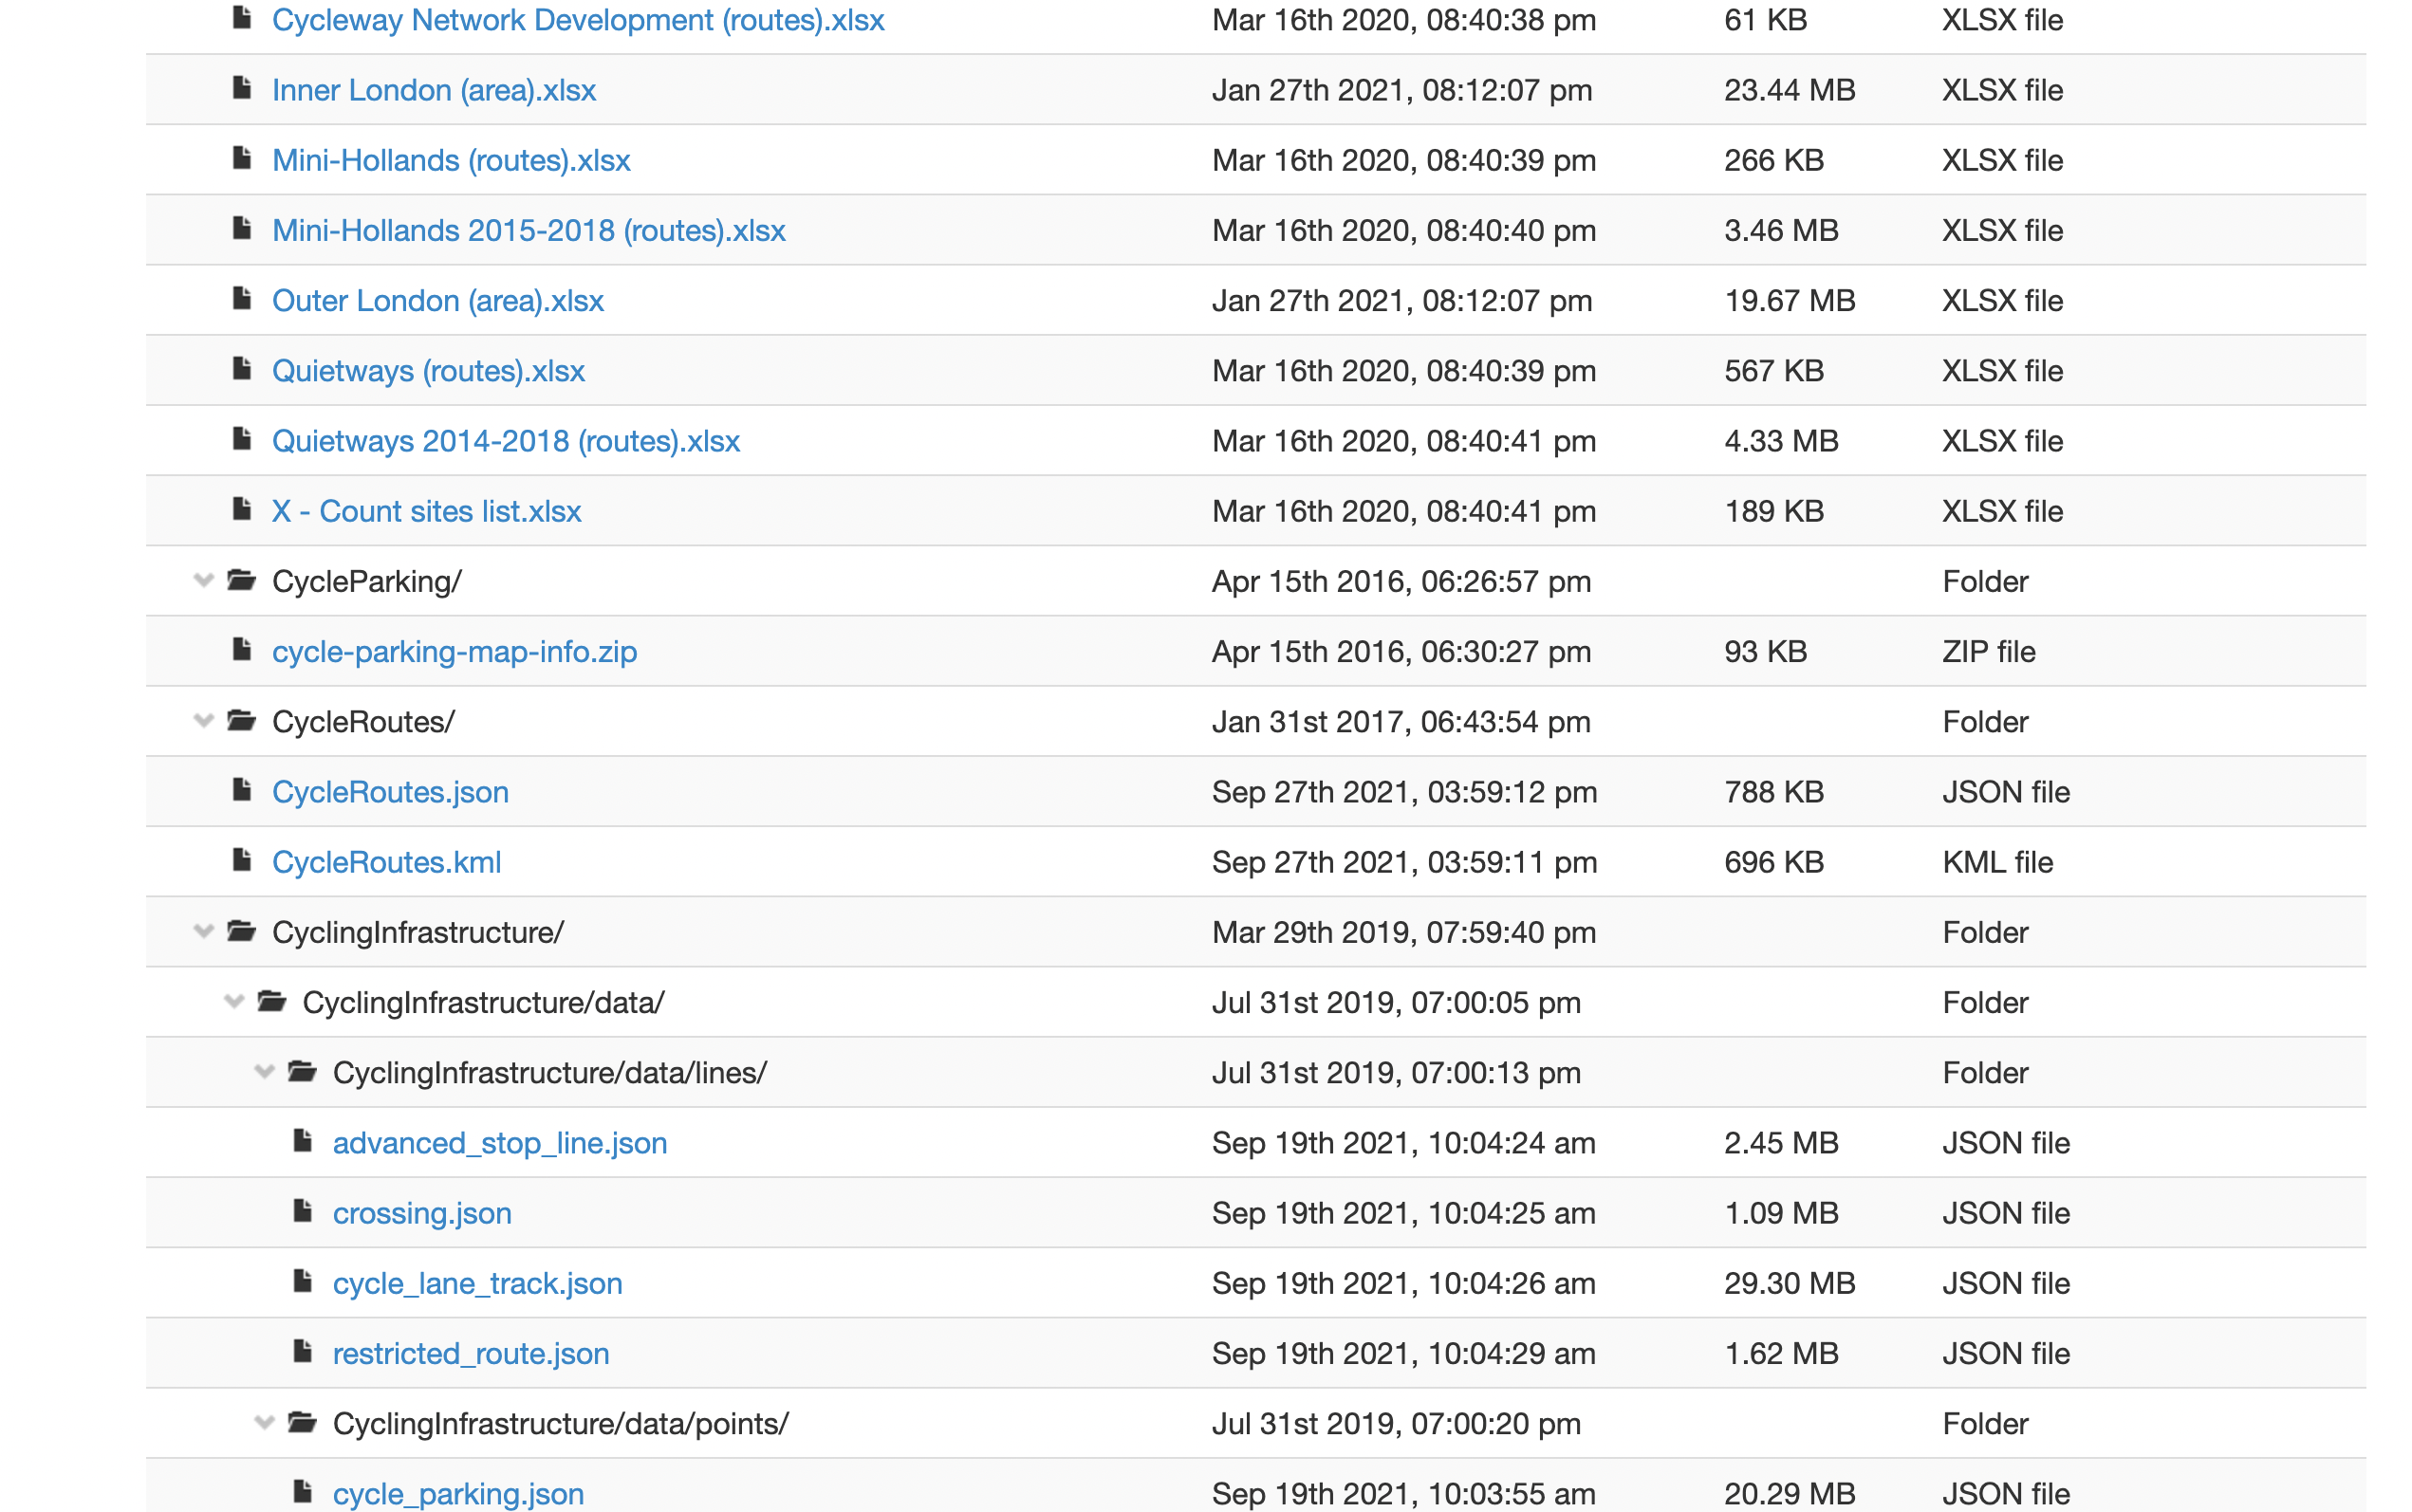 Cycleway Network Development (routes).xlsx Mar 16th 2020, 08:40:38 pm 61 KB XLSX file
Inner London (area).xlsx Jan 27th 2021, 08:12:07 pm 23.44 MB XLSX file
Mini-Hollands (routes).xlsx Mar 16th 2020, 08:40:39 pm 266 KB XLSX file
Mini-Hollands 2015-2018 (routes).xlsx Mar 16th 2020, 08:40:40 pm 3.46 MB XLSX file
Outer London (area).xlsx Jan 27th 2021, 08:12:07 pm 19.67 MB XLSX file
Quietways (routes).xlsx Mar 16th 2020, 08:40:39 pm 567 KB XLSX file
Quietways 2014-2018 (routes).xlsx Mar 16th 2020, 08:40:41 pm 4.33 MB XLSX file
X - Count sites list.xlsx Mar 16th 2020, 08:40:41 pm 189 KB XLSX file
CycleParking/ Apr 15th 2016, 06:26:57 pm Folder
cycle-parking-map-info.zip Apr 15th 2016, 06:30:27 pm 93 KB ZIP file
CycleRoutes/ Jan 31st 2017, 06:43:54 pm Folder
CycleRoutes.json Sep 27th 2021, 03:59:12 pm 788 KB JSON file
CycleRoutes.kml Sep 27th 2021, 03:59:11 pm 696 KB KML file
CyclingInfrastructure/ Mar 29th 2019, 07:59:40 pm Folder
CyclingInfrastructure/data/ Jul 31st 2019, 07:00:05 pm Folder
CyclingInfrastructure/data/lines/ Jul 31st 2019, 07:00:13 pm Folder
advanced_stop_line.json Sep 19th 2021, 10:04:24 am 2.45 MB JSON file
crossing.json Sep 19th 2021, 10:04:25 am 1.09 MB JSON file
cycle_lane_track.json Sep 19th 2021, 10:04:26 am 29.30 MB JSON file
restricted_route.json Sep 19th 2021, 10:04:29 am 1.62 MB JSON file
CyclingInfrastructure/data/points/ Jul 31st 2019, 07:00:20 pm Folder
cycle_parking.json Sep 19th 2021, 10:03:55 am 20.29 MB JSON file